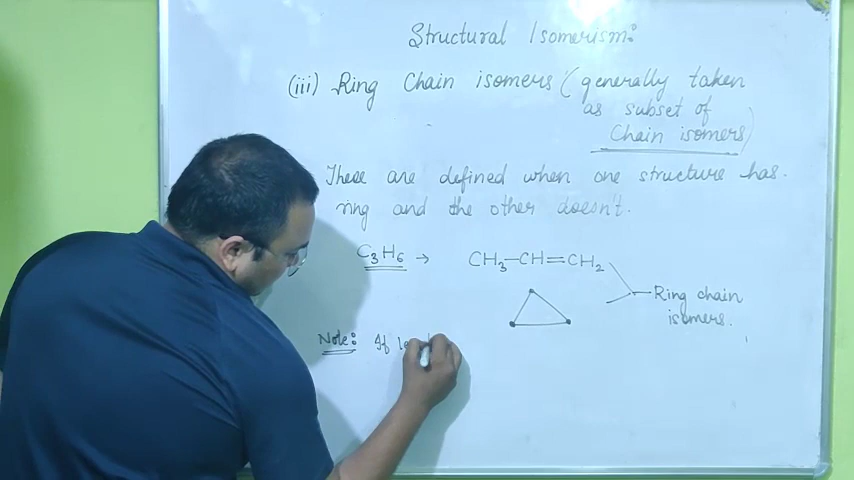 Structural Isomerism:
(iii) Ring Chain isomers (generally taken
as subset of
Chain isomers)
These are defined when one structure has
ring and the other doesn't.
C₃H₆ → CH₃–CH=CH₂
Ring chain
isomers.
Note: If